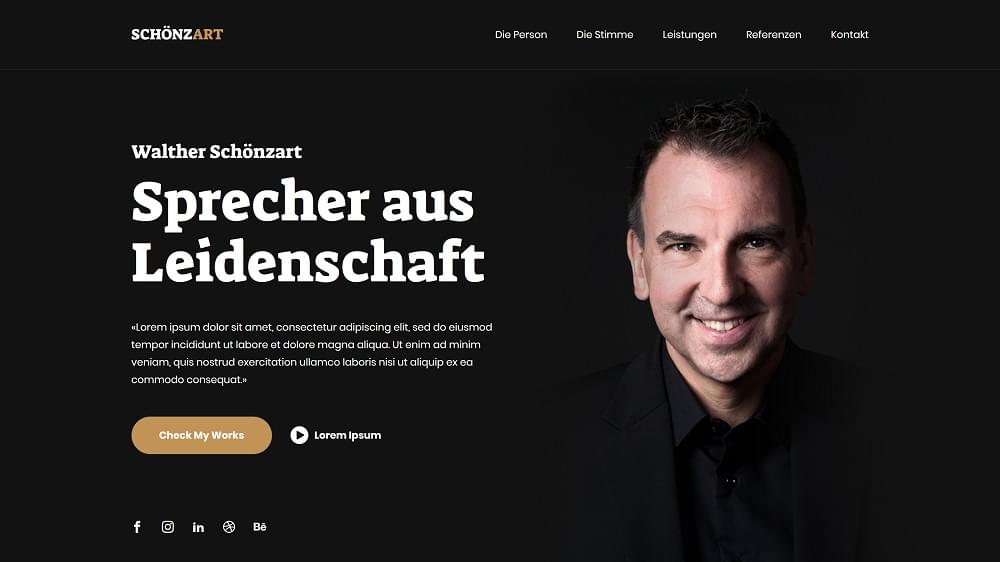 SCHÖNZART
Die Person Die Stimme Leistungen Referenzen Kontakt
Walther Schönzart
Sprecher aus
Leidenschaft
«Lorem ipsum dolor sit amet, consectetur adipiscing elit, sed do eiusmod
tempor incididunt ut labore et dolore magna aliqua. Ut enim ad minim
veniam, quis nostrud exercitation ullamco laboris nisi ut aliquip ex ea
commodo consequat.»
Check My Works
Lorem Ipsum
f in Bē